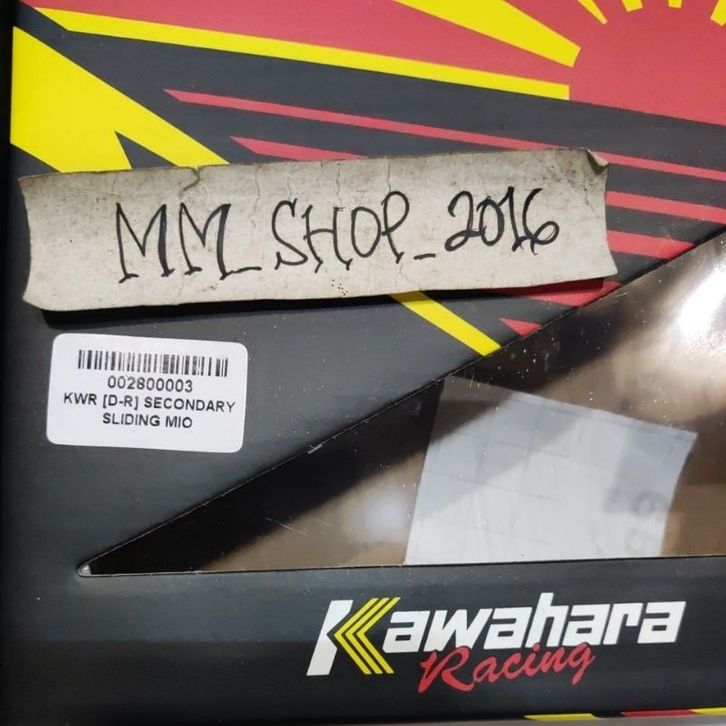 MM_SHOP_2016
002800003
KWR [D-R] SECONDARY
SLIDING MIO
Kawahara
Racing